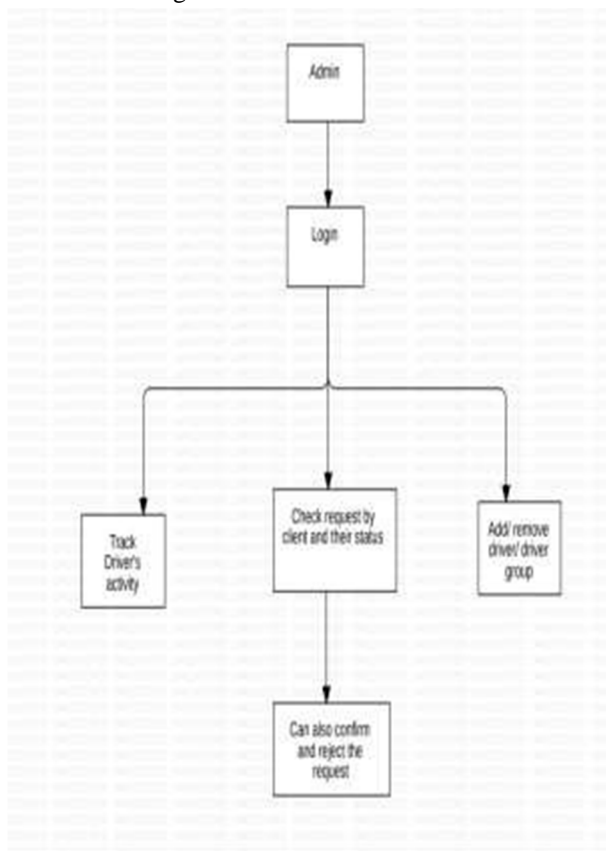 Admin
Login
Track
Driver's
activity
Check request by
client and their status
Add/ remove
driver/ driver
group
Can also confirm
and reject the
request